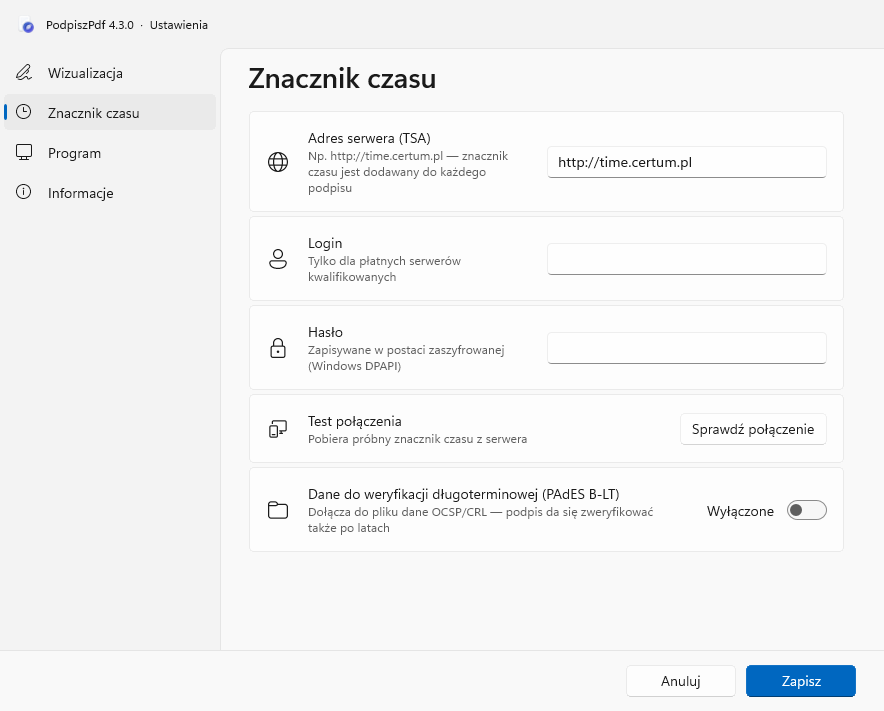 PodpiszPdf 4.3.0 · Ustawienia
Wizualizacja
Znacznik czasu
Program
Informacje
Znacznik czasu
Adres serwera (TSA)
Np. http://time.certum.pl — znacznik
czasu jest dodawany do każdego
podpisu
http://time.certum.pl
Login
Tylko dla płatnych serwerów
kwalifikowanych
Hasło
Zapisywane w postaci zaszyfrowanej
(Windows DPAPI)
Test połączenia
Pobiera próbny znacznik czasu z serwera
Sprawdź połączenie
Dane do weryfikacji długoterminowej (PAdES B-LT)
Dołącza do pliku dane OCSP/CRL — podpis da się zweryfikować
także po latach
Wyłączone
Anuluj
Zapisz